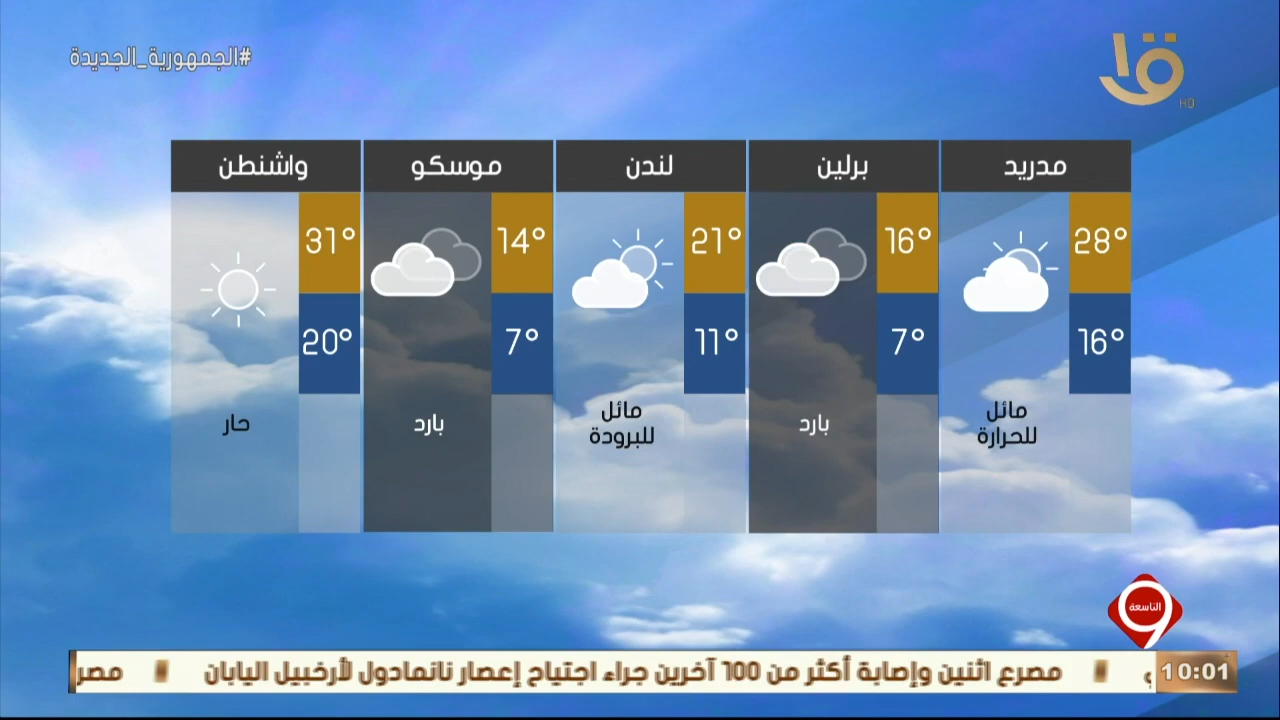 #الجمهورية_الجديدة
HD
مدريد
برلين
لندن
موسكو
واشنطن
28°
16°
21°
14°
31°
16°
7°
11°
7°
20°
مائل
للحرارة
بارد
مائل
للبرودة
بارد
حار
التاسعة
9
10:01
مصرع اثنين وإصابة أكثر من 100 آخرين جراء اجتياح إعصار نانمادول لأرخبيل اليابان
مصر